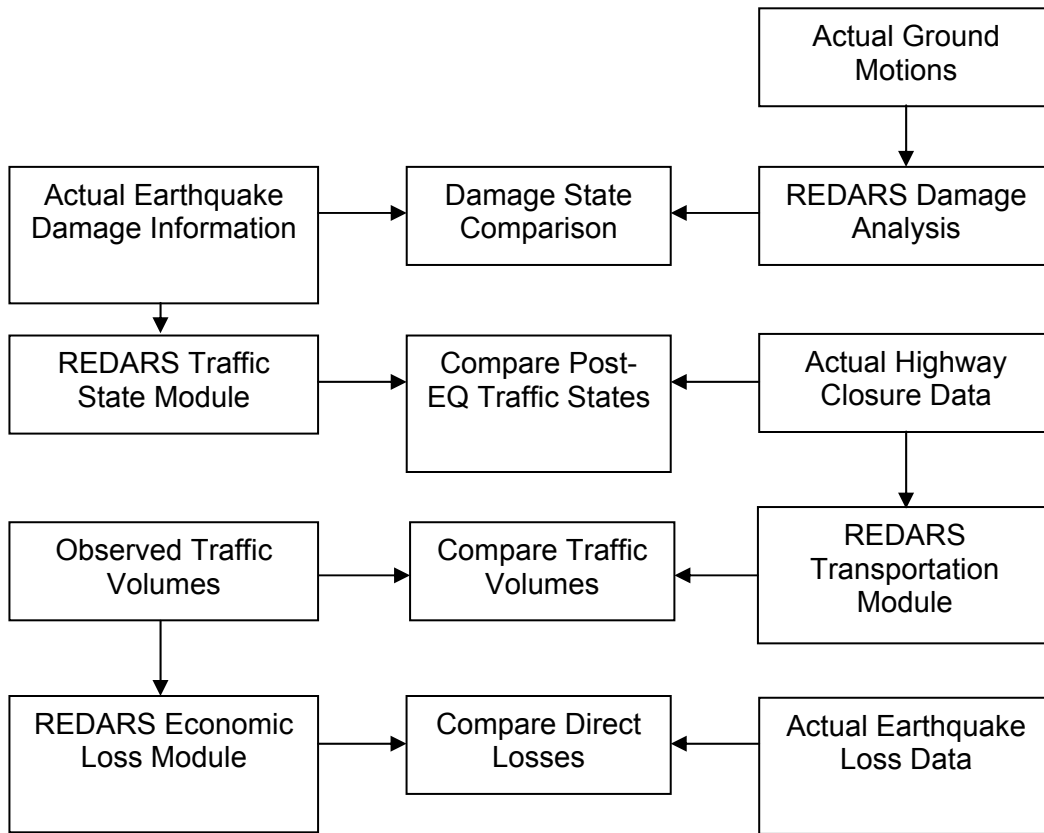 Actual Ground
Motions
Actual Earthquake
Damage Information
Damage State
Comparison
REDARS Damage
Analysis
REDARS Traffic
State Module
Compare Post-
EQ Traffic States
Actual Highway
Closure Data
Observed Traffic
Volumes
Compare Traffic
Volumes
REDARS
Transportation
Module
REDARS Economic
Loss Module
Compare Direct
Losses
Actual Earthquake
Loss Data